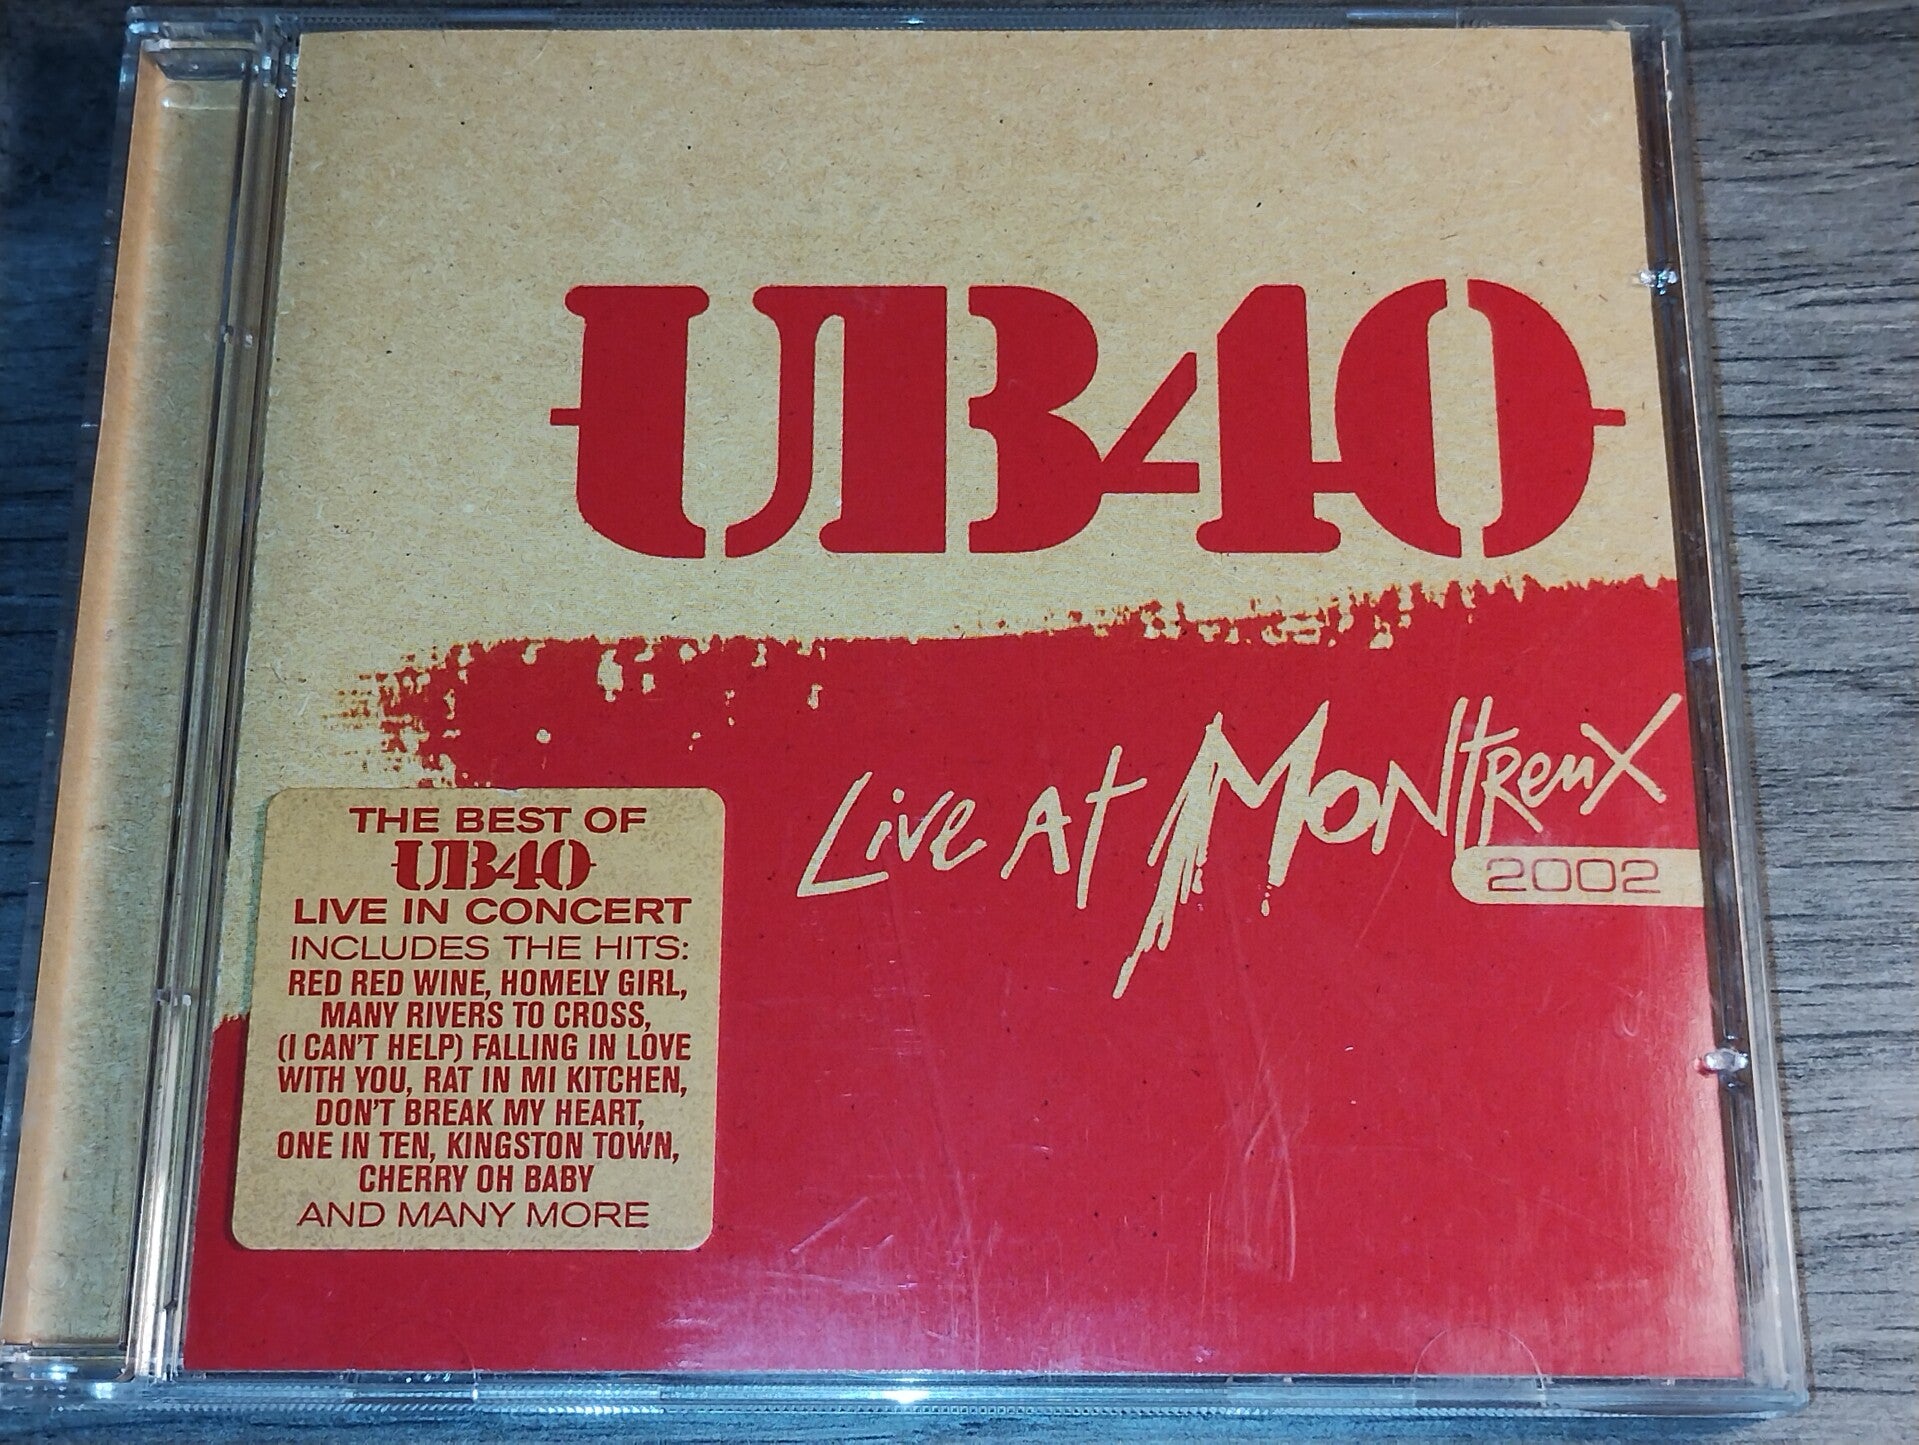 UB40
Live At Montreux
2002
THE BEST OF
UB40
LIVE IN CONCERT
INCLUDES THE HITS:
RED RED WINE, HOMELY GIRL,
MANY RIVERS TO CROSS,
(I CAN'T HELP) FALLING IN LOVE
WITH YOU, RAT IN MI KITCHEN,
DON'T BREAK MY HEART,
ONE IN TEN, KINGSTON TOWN,
CHERRY OH BABY
AND MANY MORE